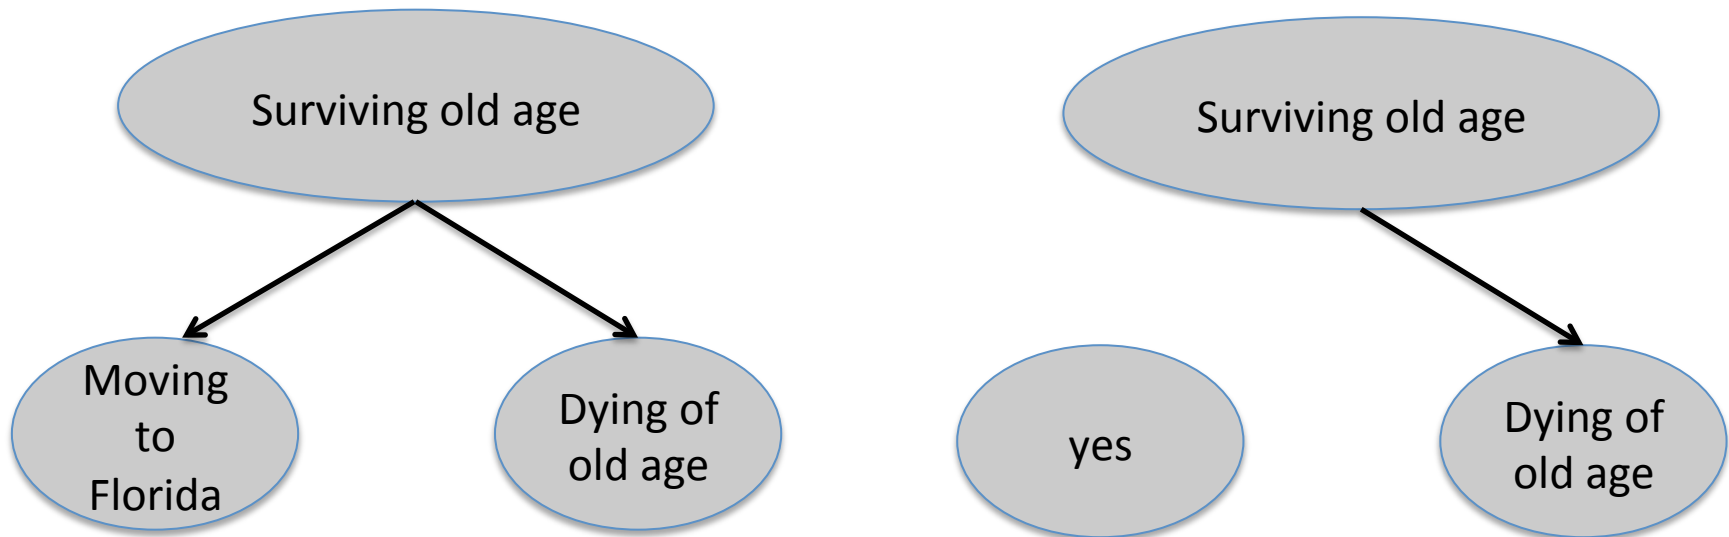 Surviving old age
Moving
to
Florida
Dying of
old age
Surviving old age
yes
Dying of
old age